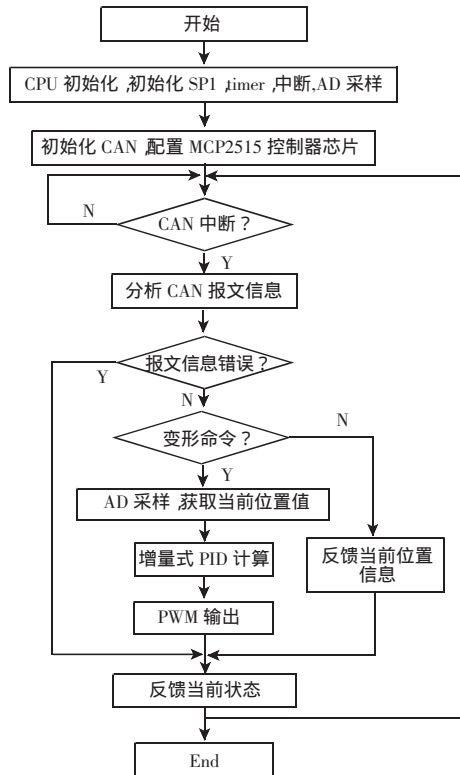 开始
CPU 初始化 ,初始化 SP1 ,timer ,中断,AD 采样
初始化 CAN ,配置 MCP2515 控制器芯片
N
CAN 中断？
Y
分析 CAN 报文信息
Y
报文信息错误？
N
N
变形命令？
Y
AD 采样 ,获取当前位置值
增量式 PID 计算
反馈当前位置
信息
PWM 输出
反馈当前状态
End